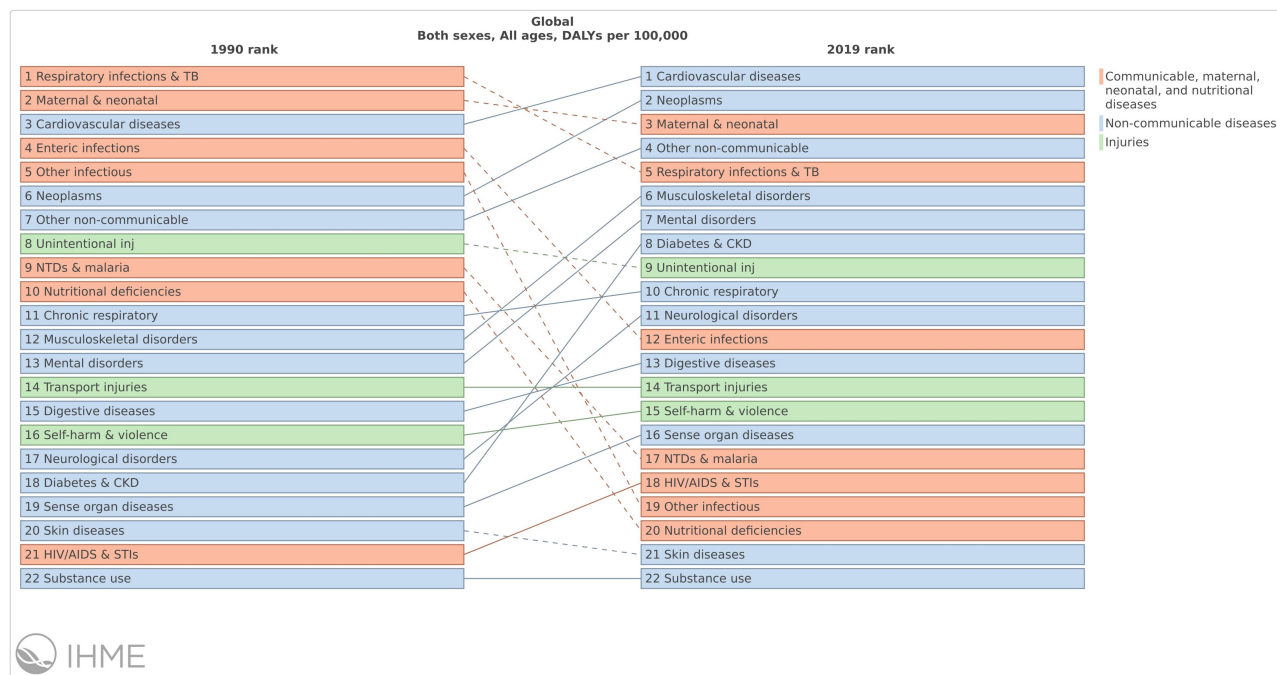 Global
Both sexes, All ages, DALYs per 100,000
1990 rank
1 Respiratory infections & TB
2 Maternal & neonatal
3 Cardiovascular diseases
4 Enteric infections
5 Other infectious
6 Neoplasms
7 Other non-communicable
8 Unintentional inj
9 NTDs & malaria
10 Nutritional deficiencies
11 Chronic respiratory
12 Musculoskeletal disorders
13 Mental disorders
14 Transport injuries
15 Digestive diseases
16 Self-harm & violence
17 Neurological disorders
18 Diabetes & CKD
19 Sense organ diseases
20 Skin diseases
21 HIV/AIDS & STIs
22 Substance use
2019 rank
1 Cardiovascular diseases
2 Neoplasms
3 Maternal & neonatal
4 Other non-communicable
5 Respiratory infections & TB
6 Musculoskeletal disorders
7 Mental disorders
8 Diabetes & CKD
9 Unintentional inj
10 Chronic respiratory
11 Neurological disorders
12 Enteric infections
13 Digestive diseases
14 Transport injuries
15 Self-harm & violence
16 Sense organ diseases
17 NTDs & malaria
18 HIV/AIDS & STIs
19 Other infectious
20 Nutritional deficiencies
21 Skin diseases
22 Substance use
Communicable, maternal,
neonatal, and nutritional
diseases
Non-communicable diseases
Injuries
IHME